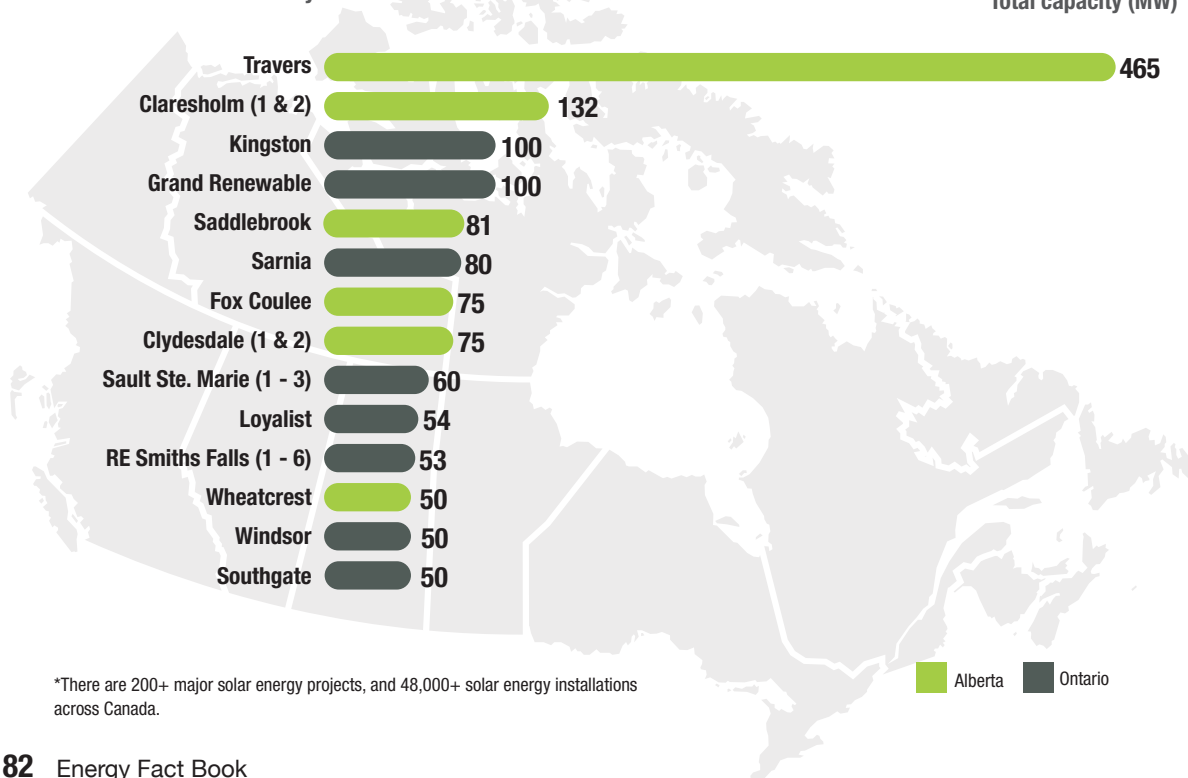 Total capacity (MW)
Travers 465
Claresholm (1 & 2) 132
Kingston 100
Grand Renewable 100
Saddlebrook 81
Sarnia 80
Fox Coulee 75
Clydesdale (1 & 2) 75
Sault Ste. Marie (1 - 3) 60
Loyalist 54
RE Smiths Falls (1 - 6) 53
Wheatcrest 50
Windsor 50
Southgate 50
Alberta Ontario
*There are 200+ major solar energy projects, and 48,000+ solar energy installations
across Canada.
82 Energy Fact Book